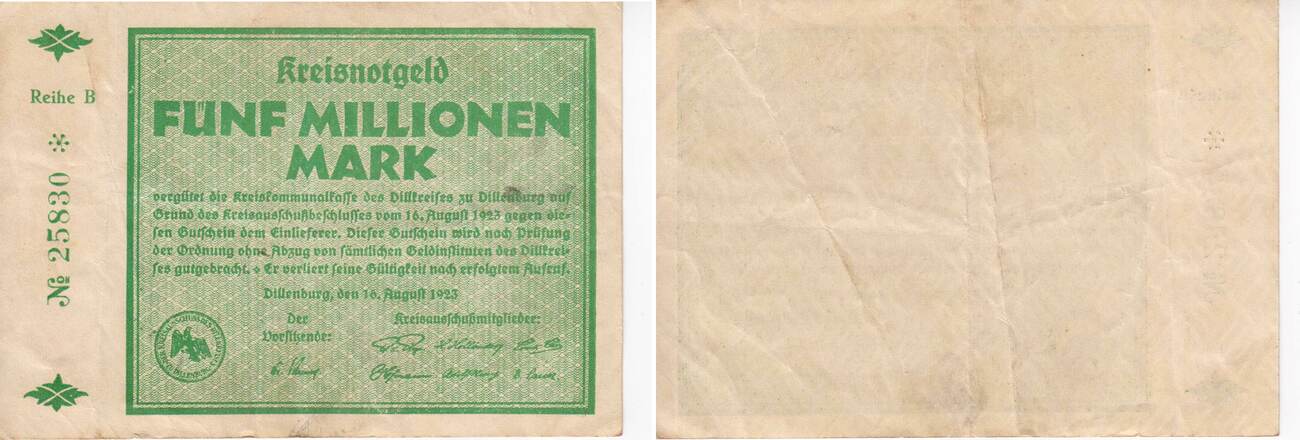 Reihe B
№ 25830 *
Kreisnotgeld
FÜNF MILLIONEN
MARK
vergütet die Kreiskommunalkasse des Dillkreises zu Dillenburg auf
Grund des Kreisausschußbeschlusses vom 16. August 1923 gegen die-
sen Gutschein dem Einlieferer. Dieser Gutschein wird nach Prüfung
der Ordnung ohne Abzug von sämtlichen Geldinstituten des Dillkrei-
ses gutgebracht. + Er verliert seine Gültigkeit nach erfolgtem Aufruf.
Dillenburg, den 16. August 1923
Der
Vorsitzende:
Kreisausschußmitglieder: